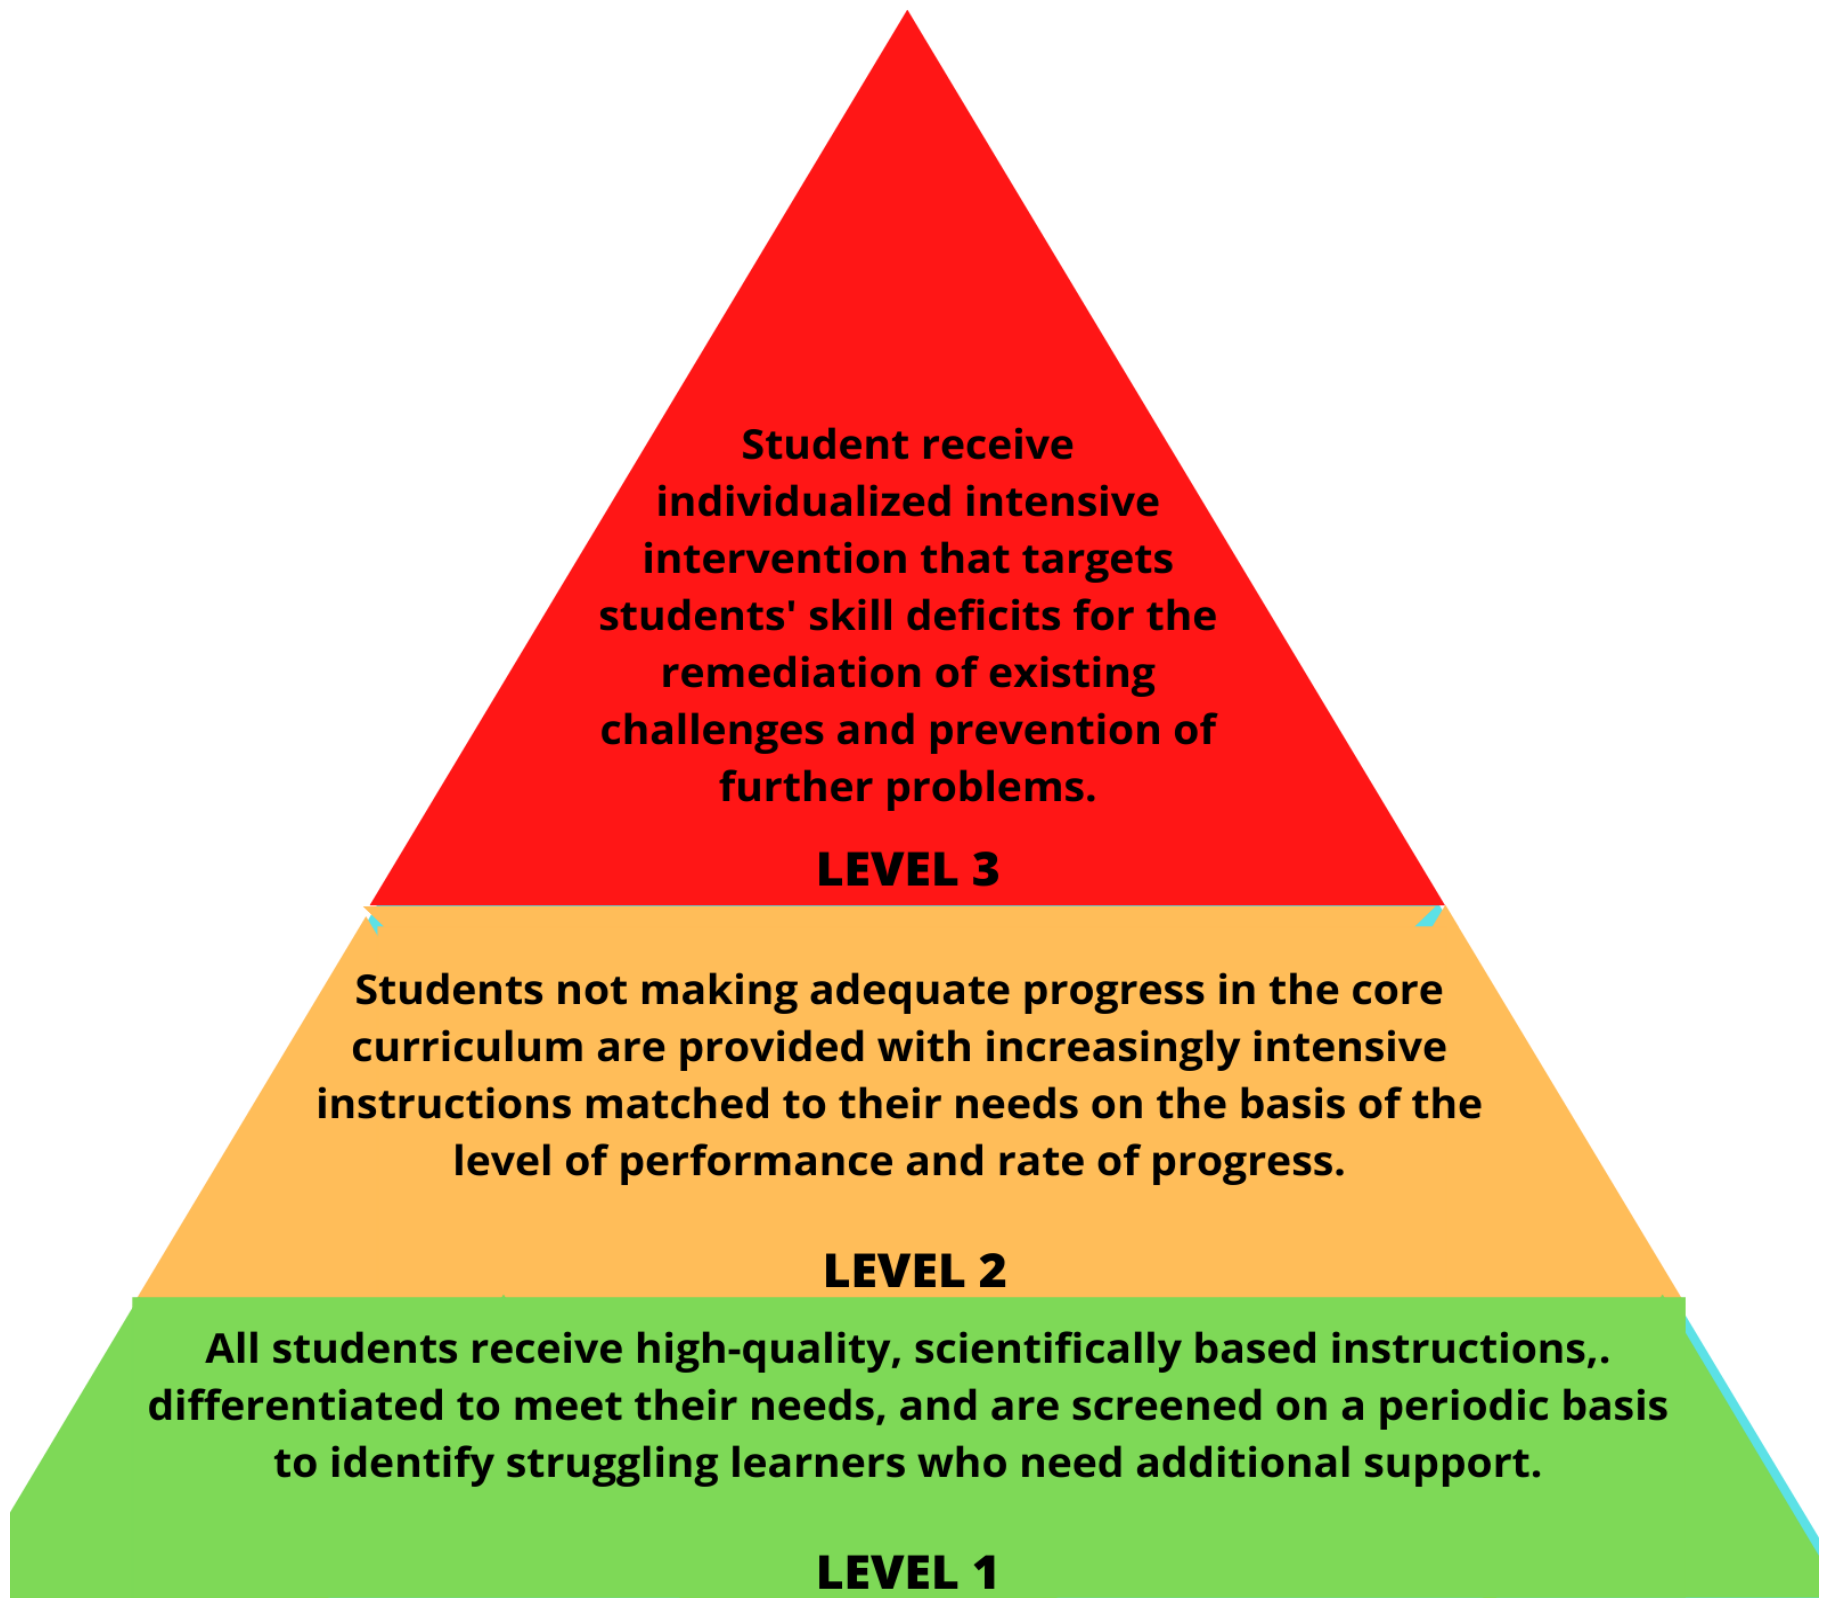 Student receive
individualized intensive
intervention that targets
students' skill deficits for the
remediation of existing
challenges and prevention of
further problems.
LEVEL 3
Students not making adequate progress in the core
curriculum are provided with increasingly intensive
instructions matched to their needs on the basis of the
level of performance and rate of progress.
LEVEL 2
All students receive high-quality, scientifically based instructions,.
differentiated to meet their needs, and are screened on a periodic basis
to identify struggling learners who need additional support.
LEVEL 1